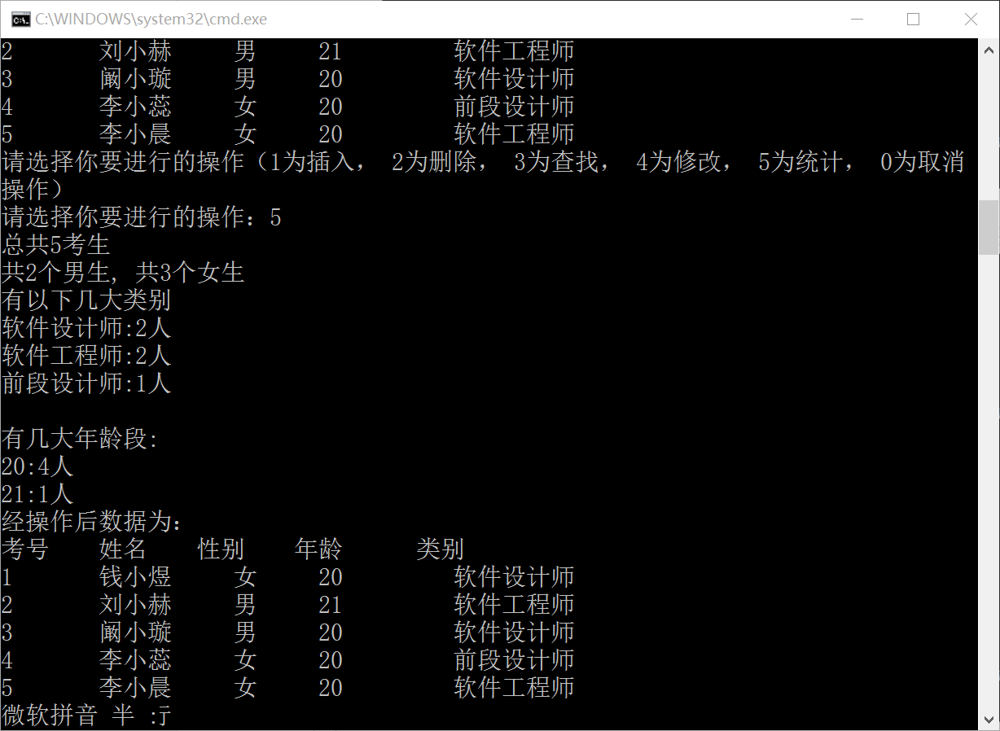 C:\WINDOWS\system32\cmd.exe
2 刘小赫 男 21 软件工程师
3 阚小璇 男 20 软件设计师
4 李小蕊 女 20 前段设计师
5 李小晨 女 20 软件工程师
请选择你要进行的操作（1为插入， 2为删除， 3为查找， 4为修改， 5为统计， 0为取消
操作）
请选择你要进行的操作：5
总共5考生
共2个男生, 共3个女生
有以下几大类别
软件设计师:2人
软件工程师:2人
前段设计师:1人
有几大年龄段:
20:4人
21:1人
经操作后数据为：
考号 姓名 性别 年龄 类别
1 钱小煜 女 20 软件设计师
2 刘小赫 男 21 软件工程师
3 阚小璇 男 20 软件设计师
4 李小蕊 女 20 前段设计师
5 李小晨 女 20 软件工程师
微软拼音 半 :